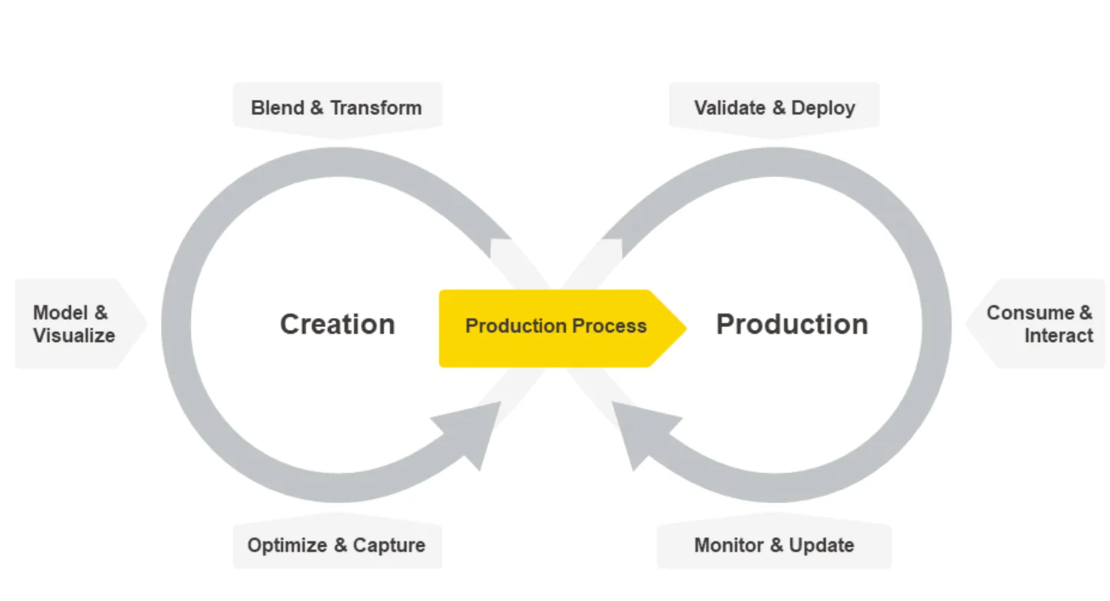 Blend & Transform
Validate & Deploy
Model &
Visualize
Creation
Production Process
Production
Consume &
Interact
Optimize & Capture
Monitor & Update